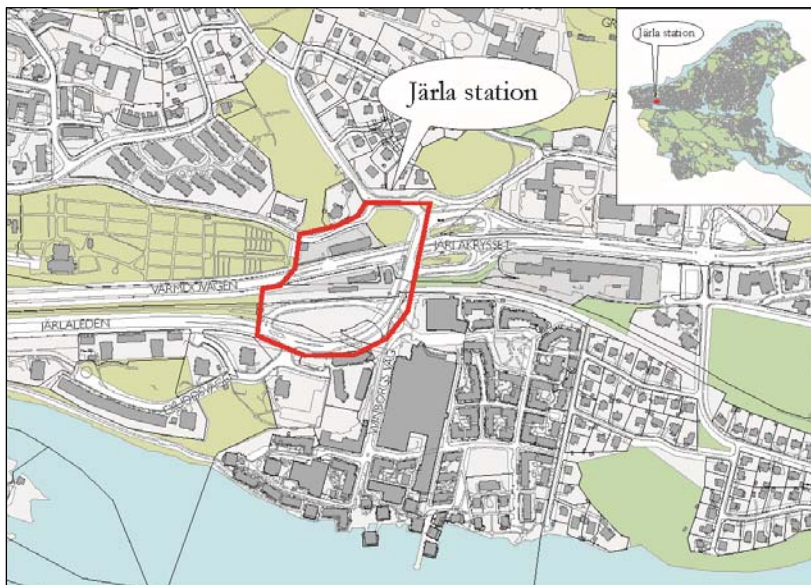 Järla station
Järla station
JÄRLAKRYSSET
VÄRMDÖVÄGEN
JÄRLALEDEN